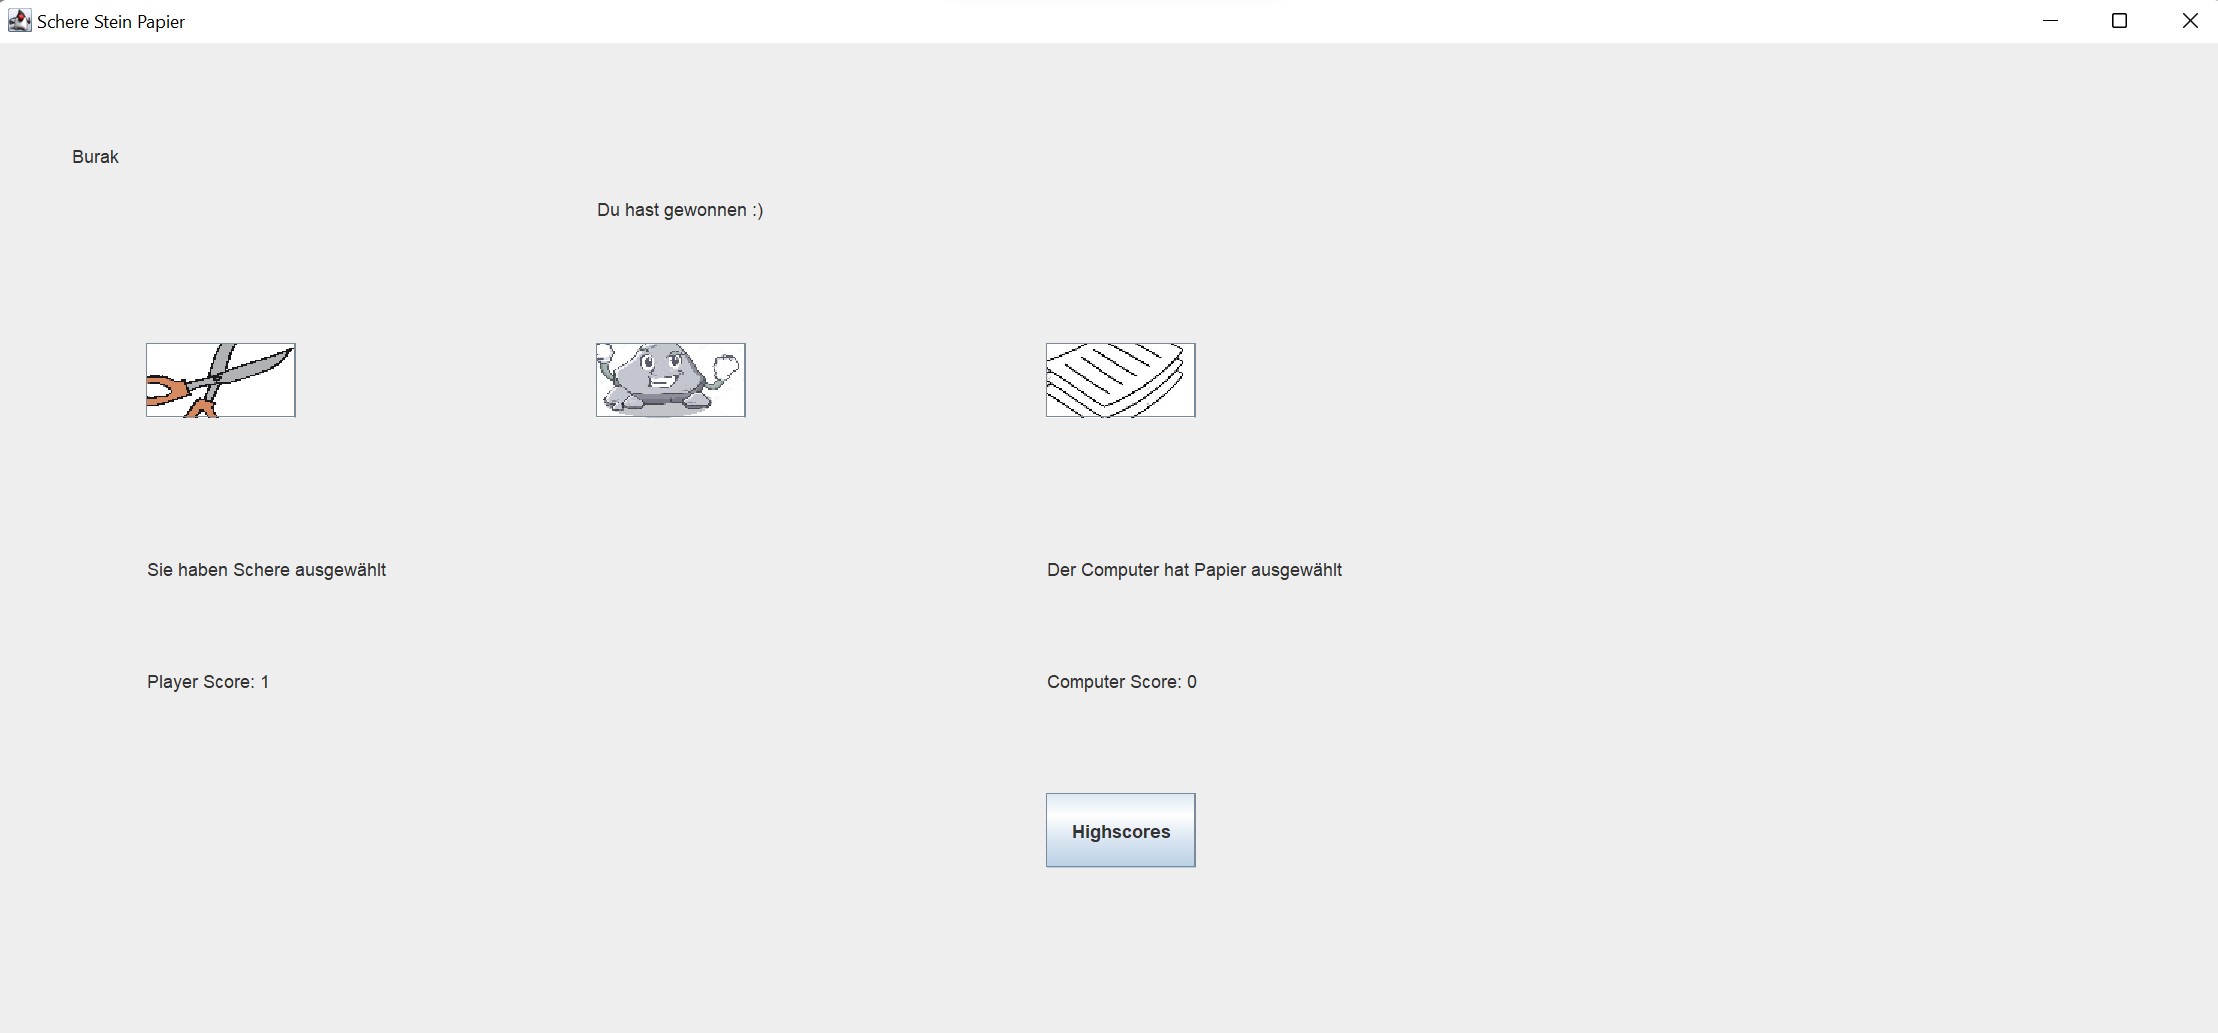 Schere Stein Papier
Burak
Du hast gewonnen :)
Sie haben Schere ausgewählt
Der Computer hat Papier ausgewählt
Player Score: 1
Computer Score: 0
Highscores